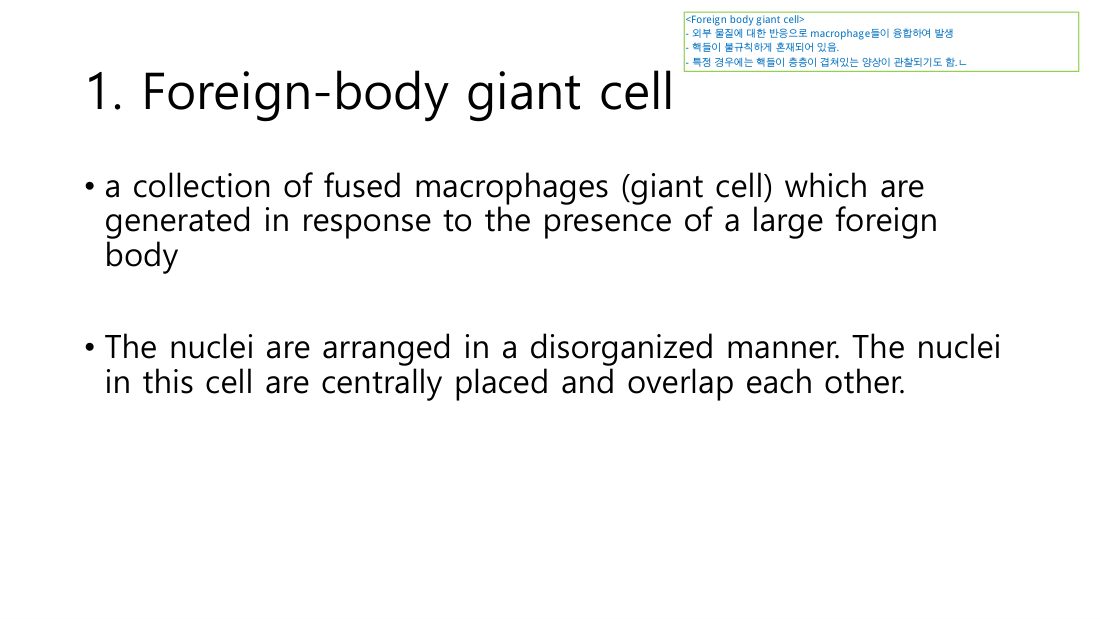 <Foreign body giant cell>
- 외부 물질에 대한 반응으로 macrophage들이 융합하여 발생
- 핵들이 불규칙하게 혼재되어 있음.
- 특정 경우에는 핵들이 층층이 겹쳐있는 양상이 관찰되기도 함.ㄴ
1. Foreign-body giant cell
• a collection of fused macrophages (giant cell) which are
generated in response to the presence of a large foreign
body
• The nuclei are arranged in a disorganized manner. The nuclei
in this cell are centrally placed and overlap each other.